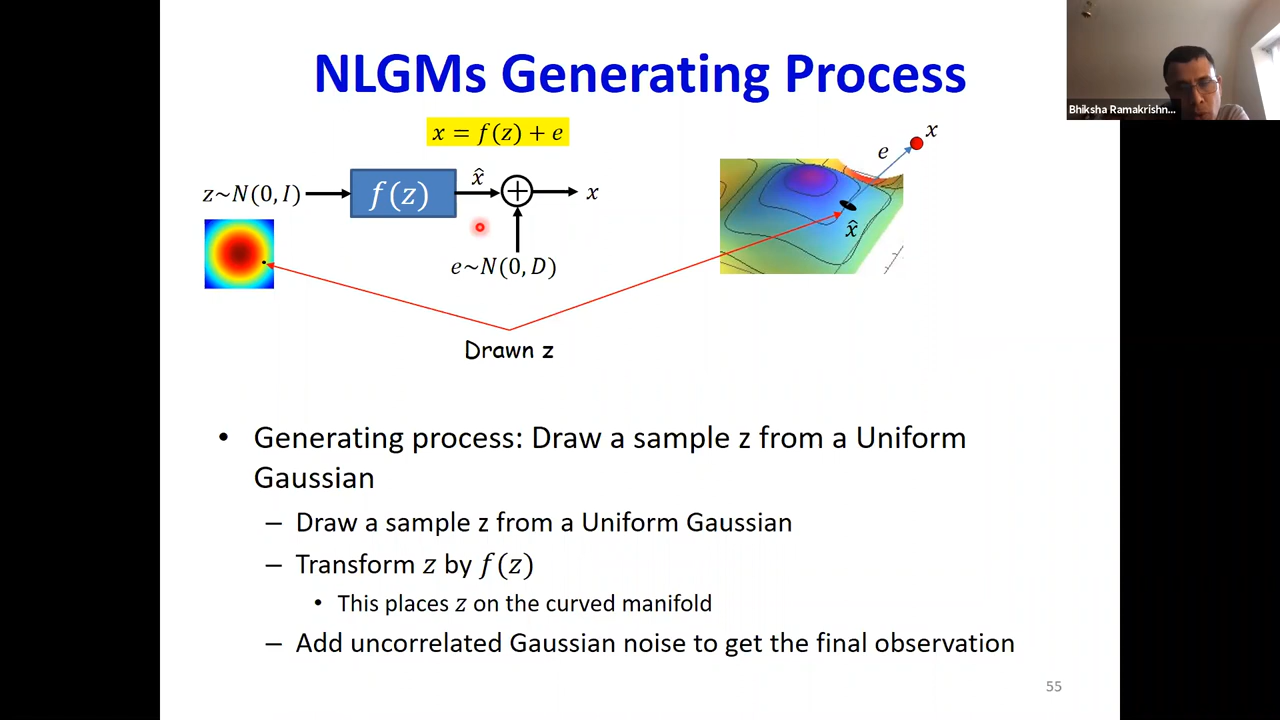 NLGMs Generating Process
Bhiksha Ramakrishn...
x = f(z) + e
z~N(0, I)
f(z)
x̂
x
e~N(0, D)
e
x
x̂
Drawn z
• Generating process: Draw a sample z from a Uniform
Gaussian
– Draw a sample z from a Uniform Gaussian
– Transform z by f(z)
• This places z on the curved manifold
– Add uncorrelated Gaussian noise to get the final observation
55